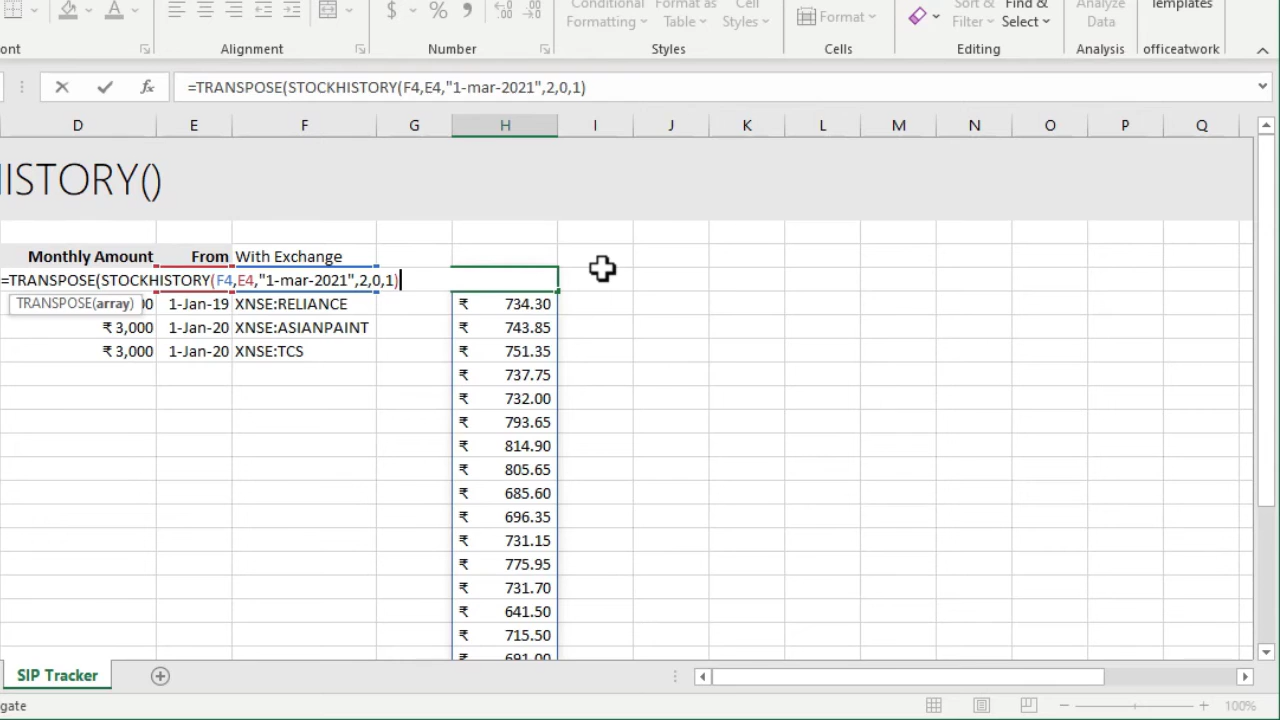 Conditional Format as Cell Sort & Find &
Formatting Table Styles Format Filter Select Analyze Data Templates
ont Alignment Number Styles Cells Editing Analysis officeatwork
=TRANSPOSE(STOCKHISTORY(F4,E4,"1-mar-2021",2,0,1)
D E F G H I J K L M N O P Q
HISTORY()
Monthly Amount From With Exchange
=TRANSPOSE(STOCKHISTORY(F4,E4,"1-mar-2021",2,0,1)
TRANSPOSE(array) 00 1-Jan-19 XNSE:RELIANCE ₹ 734.30
₹ 3,000 1-Jan-20 XNSE:ASIANPAINT ₹ 743.85
₹ 3,000 1-Jan-20 XNSE:TCS ₹ 751.35
₹ 737.75
₹ 732.00
₹ 793.65
₹ 814.90
₹ 805.65
₹ 685.60
₹ 696.35
₹ 731.15
₹ 775.95
₹ 731.70
₹ 641.50
₹ 715.50
₹ 691.00
SIP Tracker
gate 100%